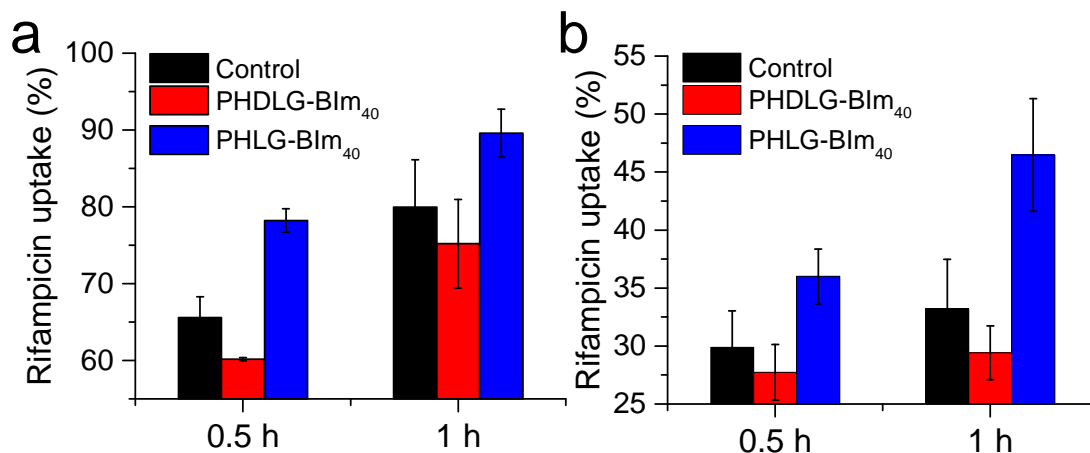 a
Rifampicin uptake (%)
100
90
80
70
60
Control
PHDLG-BIm40
PHLG-BIm40
0.5 h
1 h
b
Rifampicin uptake (%)
55
50
45
40
35
30
25
Control
PHDLG-BIm40
PHLG-BIm40
0.5 h
1 h